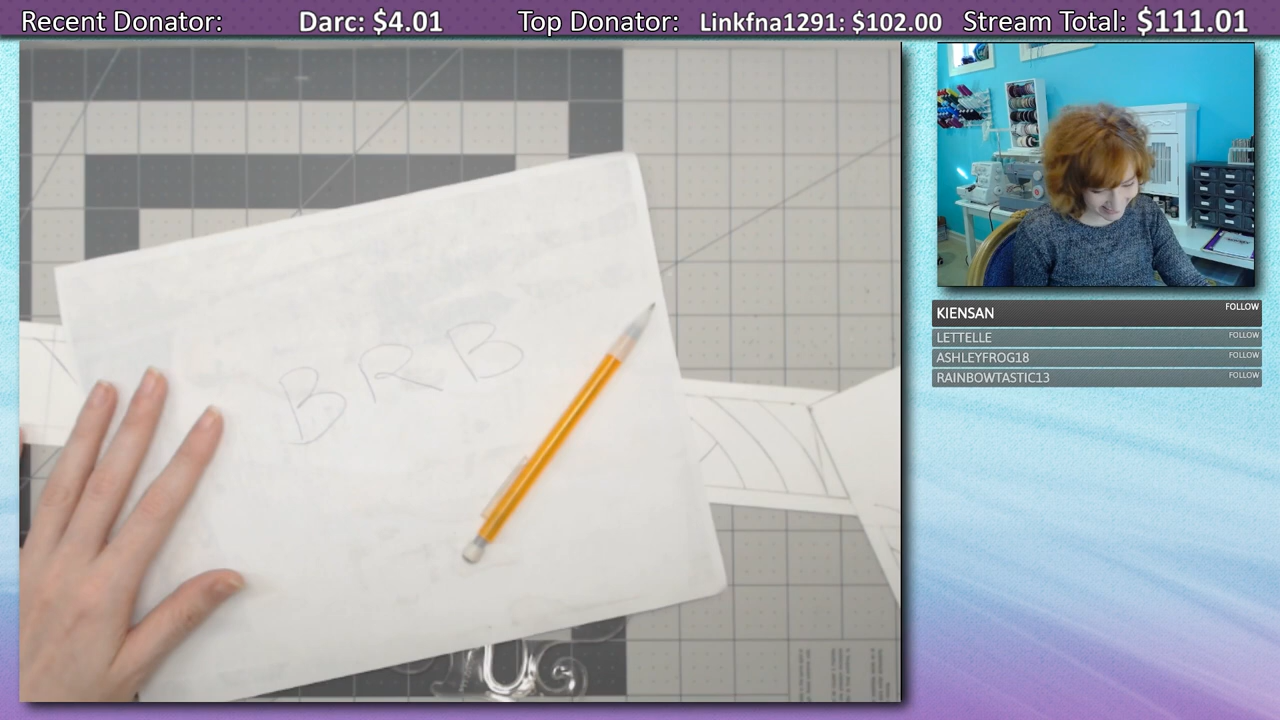 Recent Donator: Darc: $4.01 Top Donator: Linkfna1291: $102.00 Stream Total: $111.01
BRB
KIENSAN FOLLOW
LETTELLE FOLLOW
ASHLEYFROG18 FOLLOW
RAINBOWTASTIC13 FOLLOW